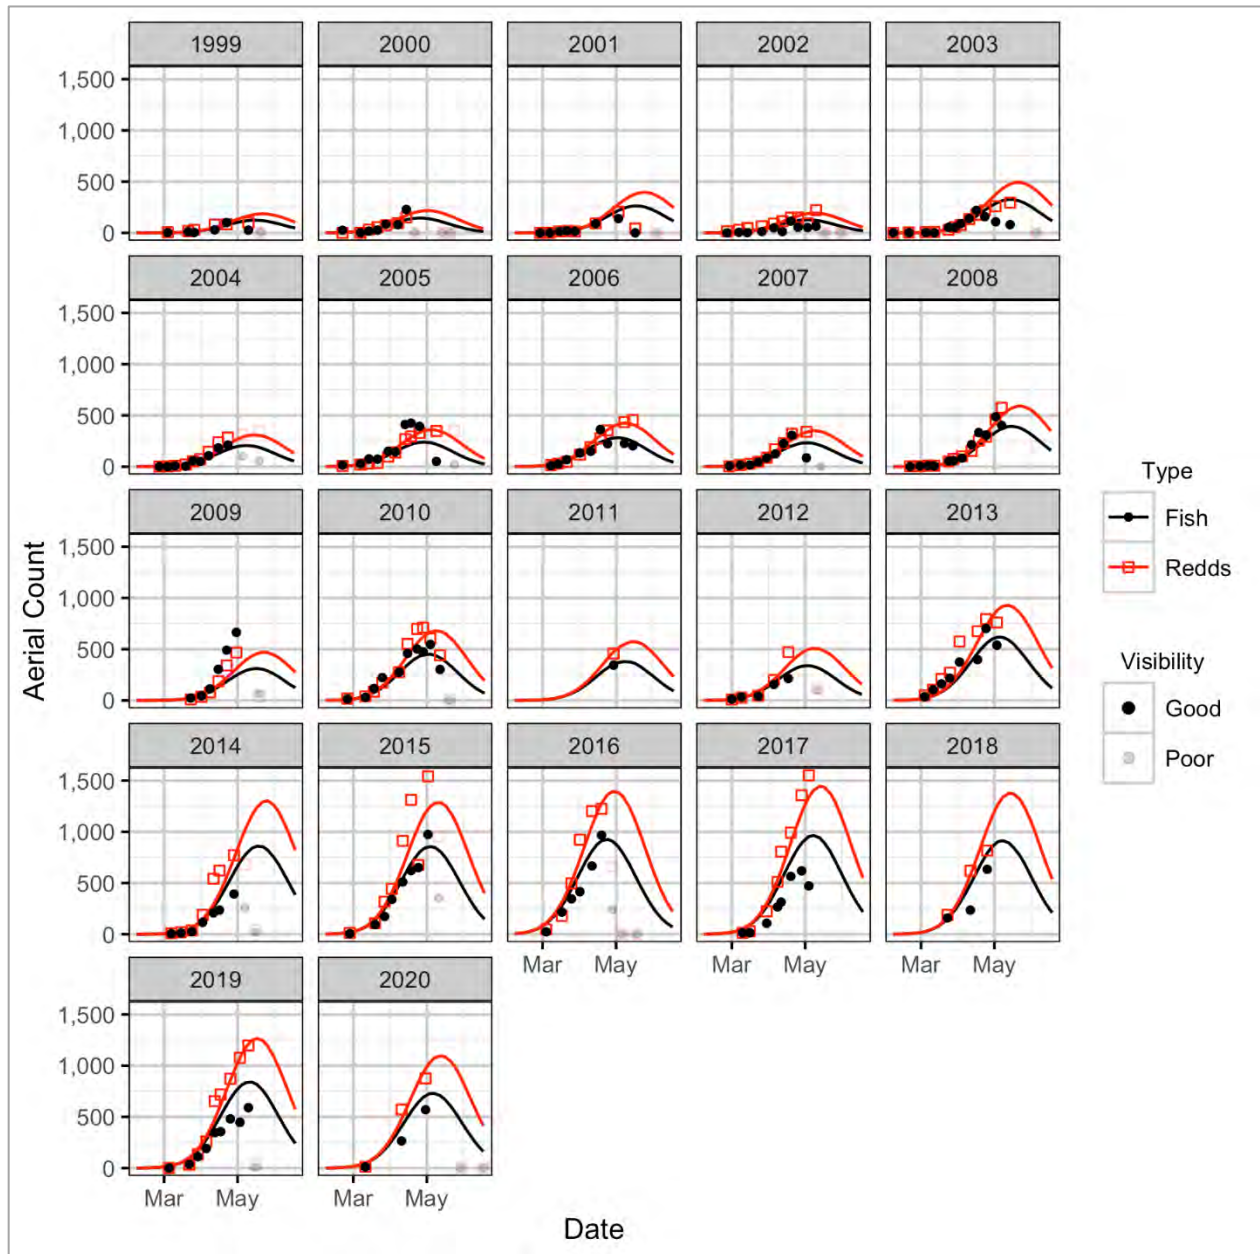 1999 2000 2001 2002 2003
1,500
1,000
500
0
2004 2005 2006 2007 2008
1,500
1,000
500
0
2009 2010 2011 2012 2013
1,500
1,000
500
0
2014 2015 2016 2017 2018
1,500
1,000
500
0
Mar May Mar May Mar May
2019 2020
1,500
1,000
500
0
Mar May Mar May
Aerial Count
Date
Type
Fish
Redds
Visibility
Good
Poor